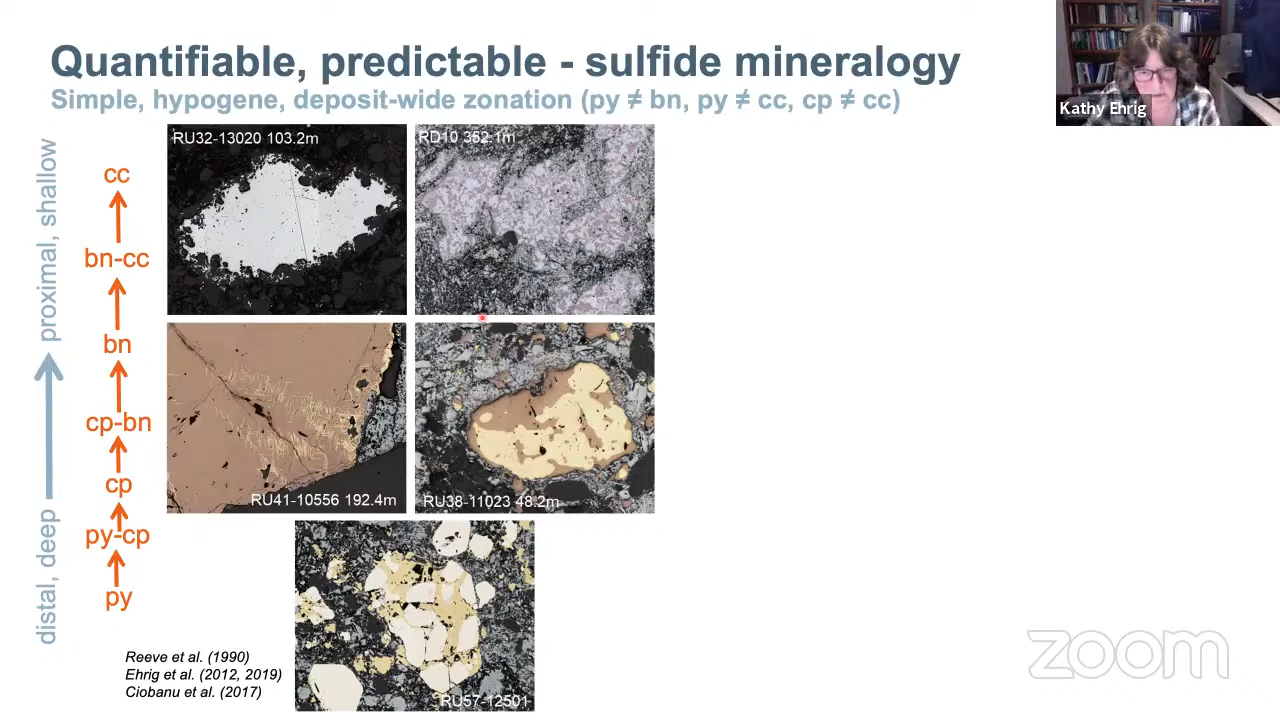 Quantifiable, predictable - sulfide mineralogy
Simple, hypogene, deposit-wide zonation (py ≠ bn, py ≠ cc, cp ≠ cc)
Kathy Ehrig
proximal, shallow
distal, deep
cc
bn-cc
bn
cp-bn
cp
py-cp
py
RU32-13020 103.2m
RD10 352.1m
RU41-10556 192.4m
RU38-11023 48.2m
RU57-12501
Reeve et al. (1990)
Ehrig et al. (2012, 2019)
Ciobanu et al. (2017)
zoom